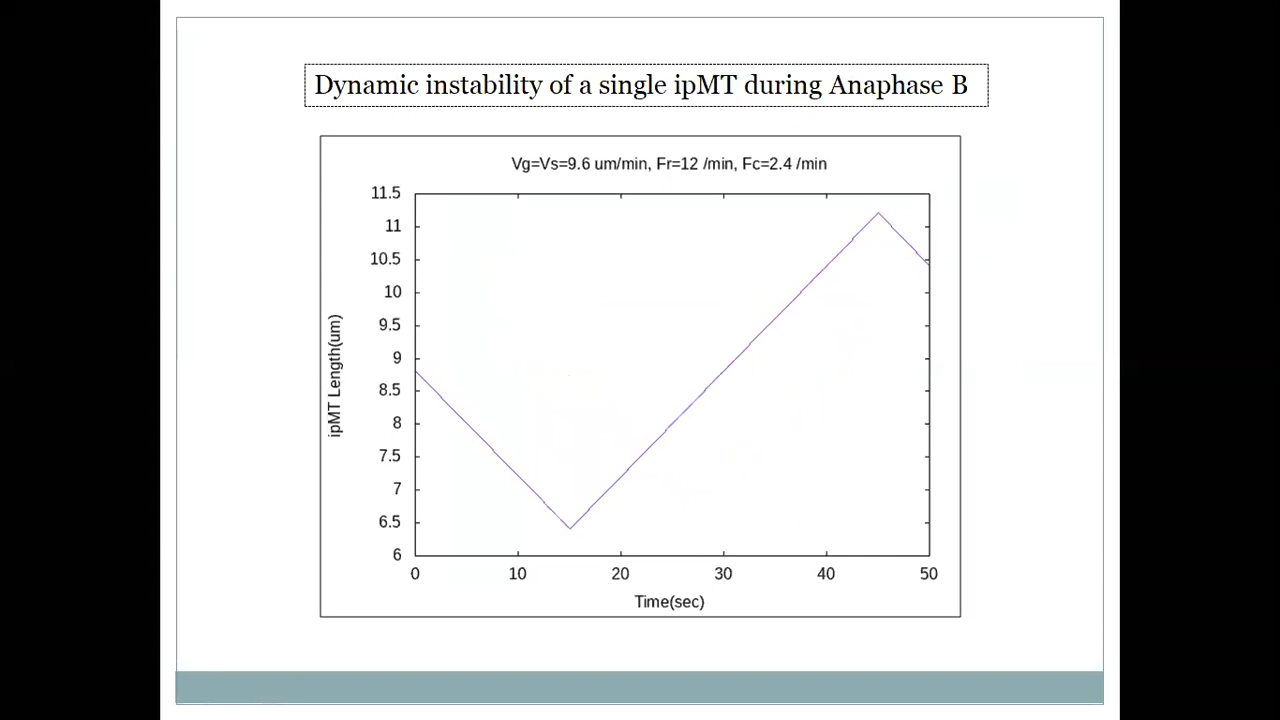 Dynamic instability of a single ipMT during Anaphase B
Vg=Vs=9.6 um/min, Fr=12 /min, Fc=2.4 /min
11.5
11
10.5
10
9.5
9
8.5
8
7.5
7
6.5
6
ipMT Length(um)
0 10 20 30 40 50
Time(sec)